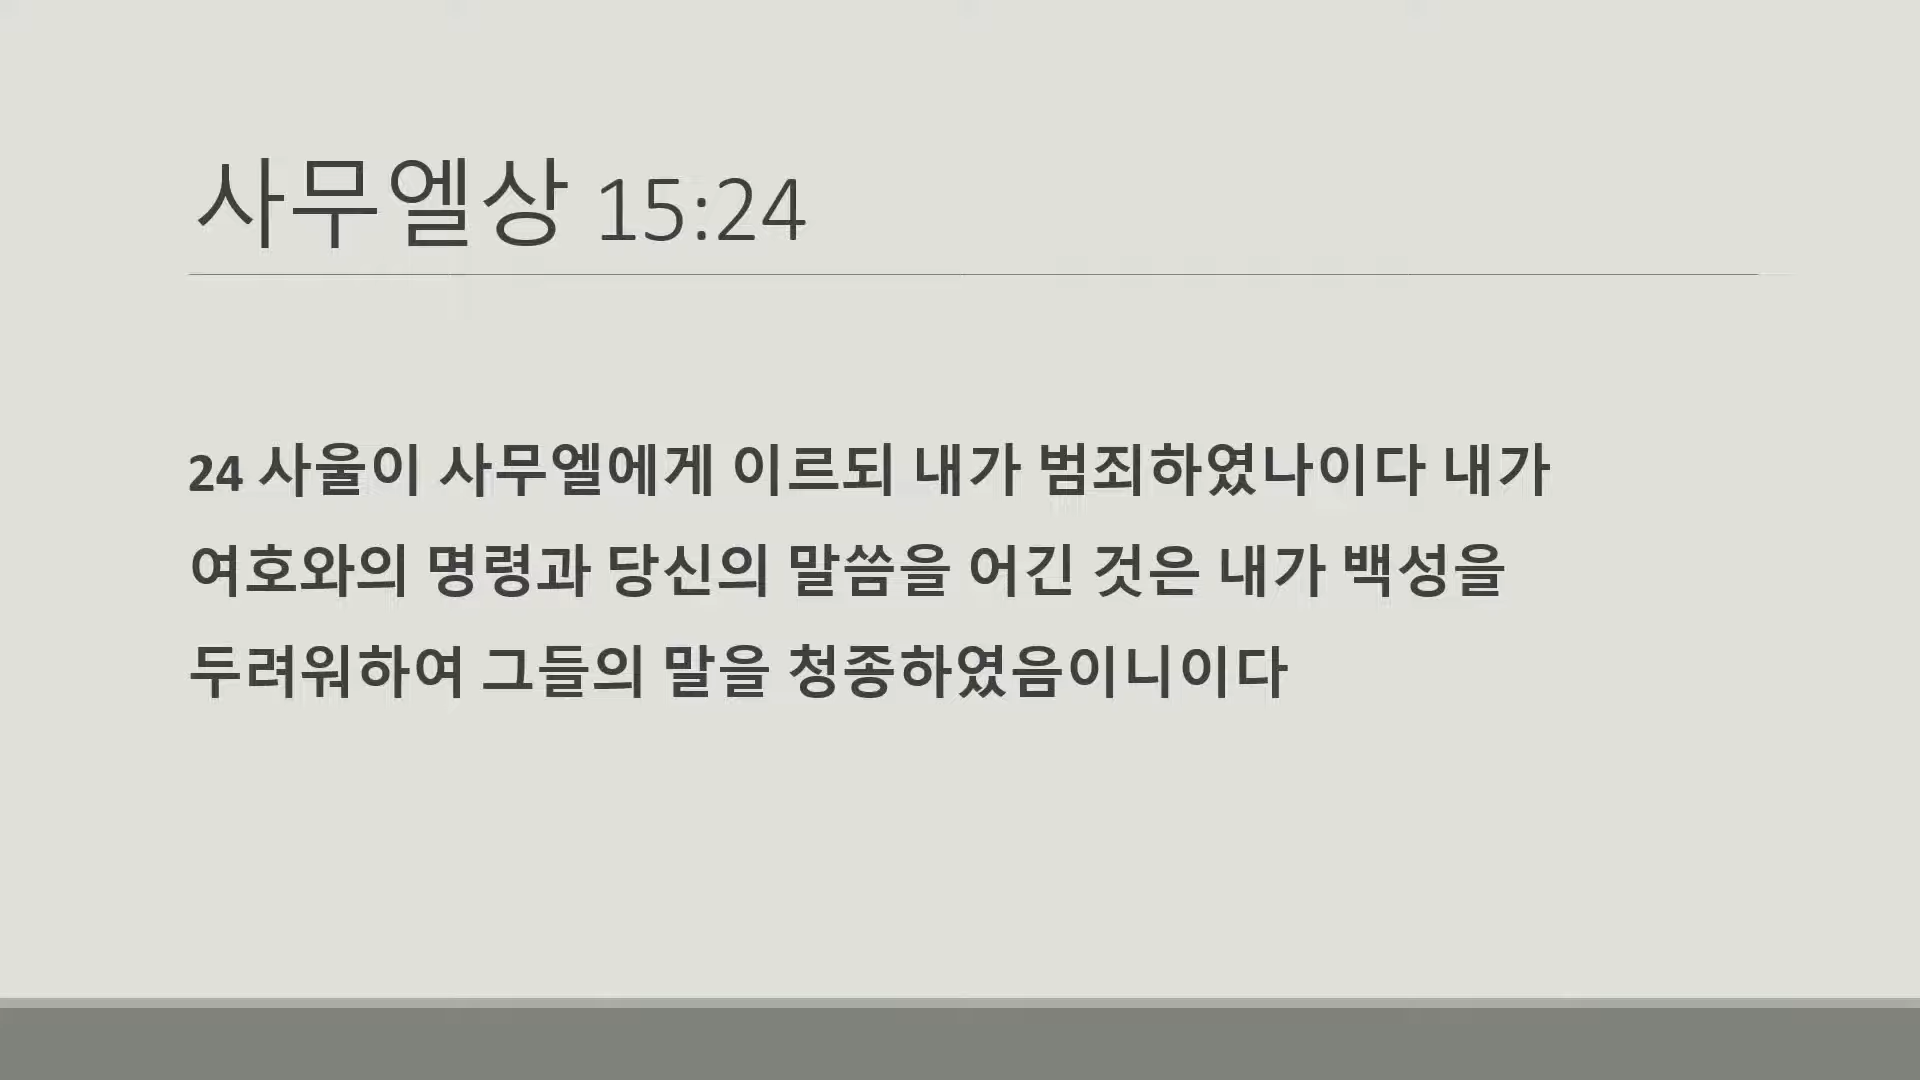 사무엘상 15:24
24 사울이 사무엘에게 이르되 내가 범죄하였나이다 내가
여호와의 명령과 당신의 말씀을 어긴 것은 내가 백성을
두려워하여 그들의 말을 청종하였음이니이다